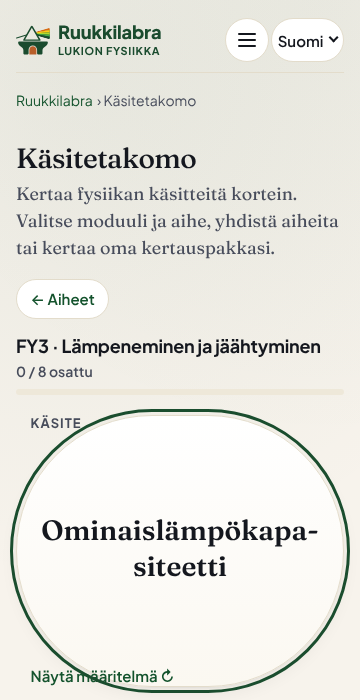 Ruukkilabra
LUKION FYSIIKKA
Suomi
Ruukkilabra › Käsitetakomo
Käsitetakomo
Kertaa fysiikan käsitteitä kortein.
Valitse moduuli ja aihe, yhdistä aiheita
tai kertaa oma kertauspakkasi.
← Aiheet
FY3 · Lämpeneminen ja jäähtyminen
0 / 8 osattu
KÄSITE
Ominaislämpökapa-
siteetti
Näytä määritelmä ↻